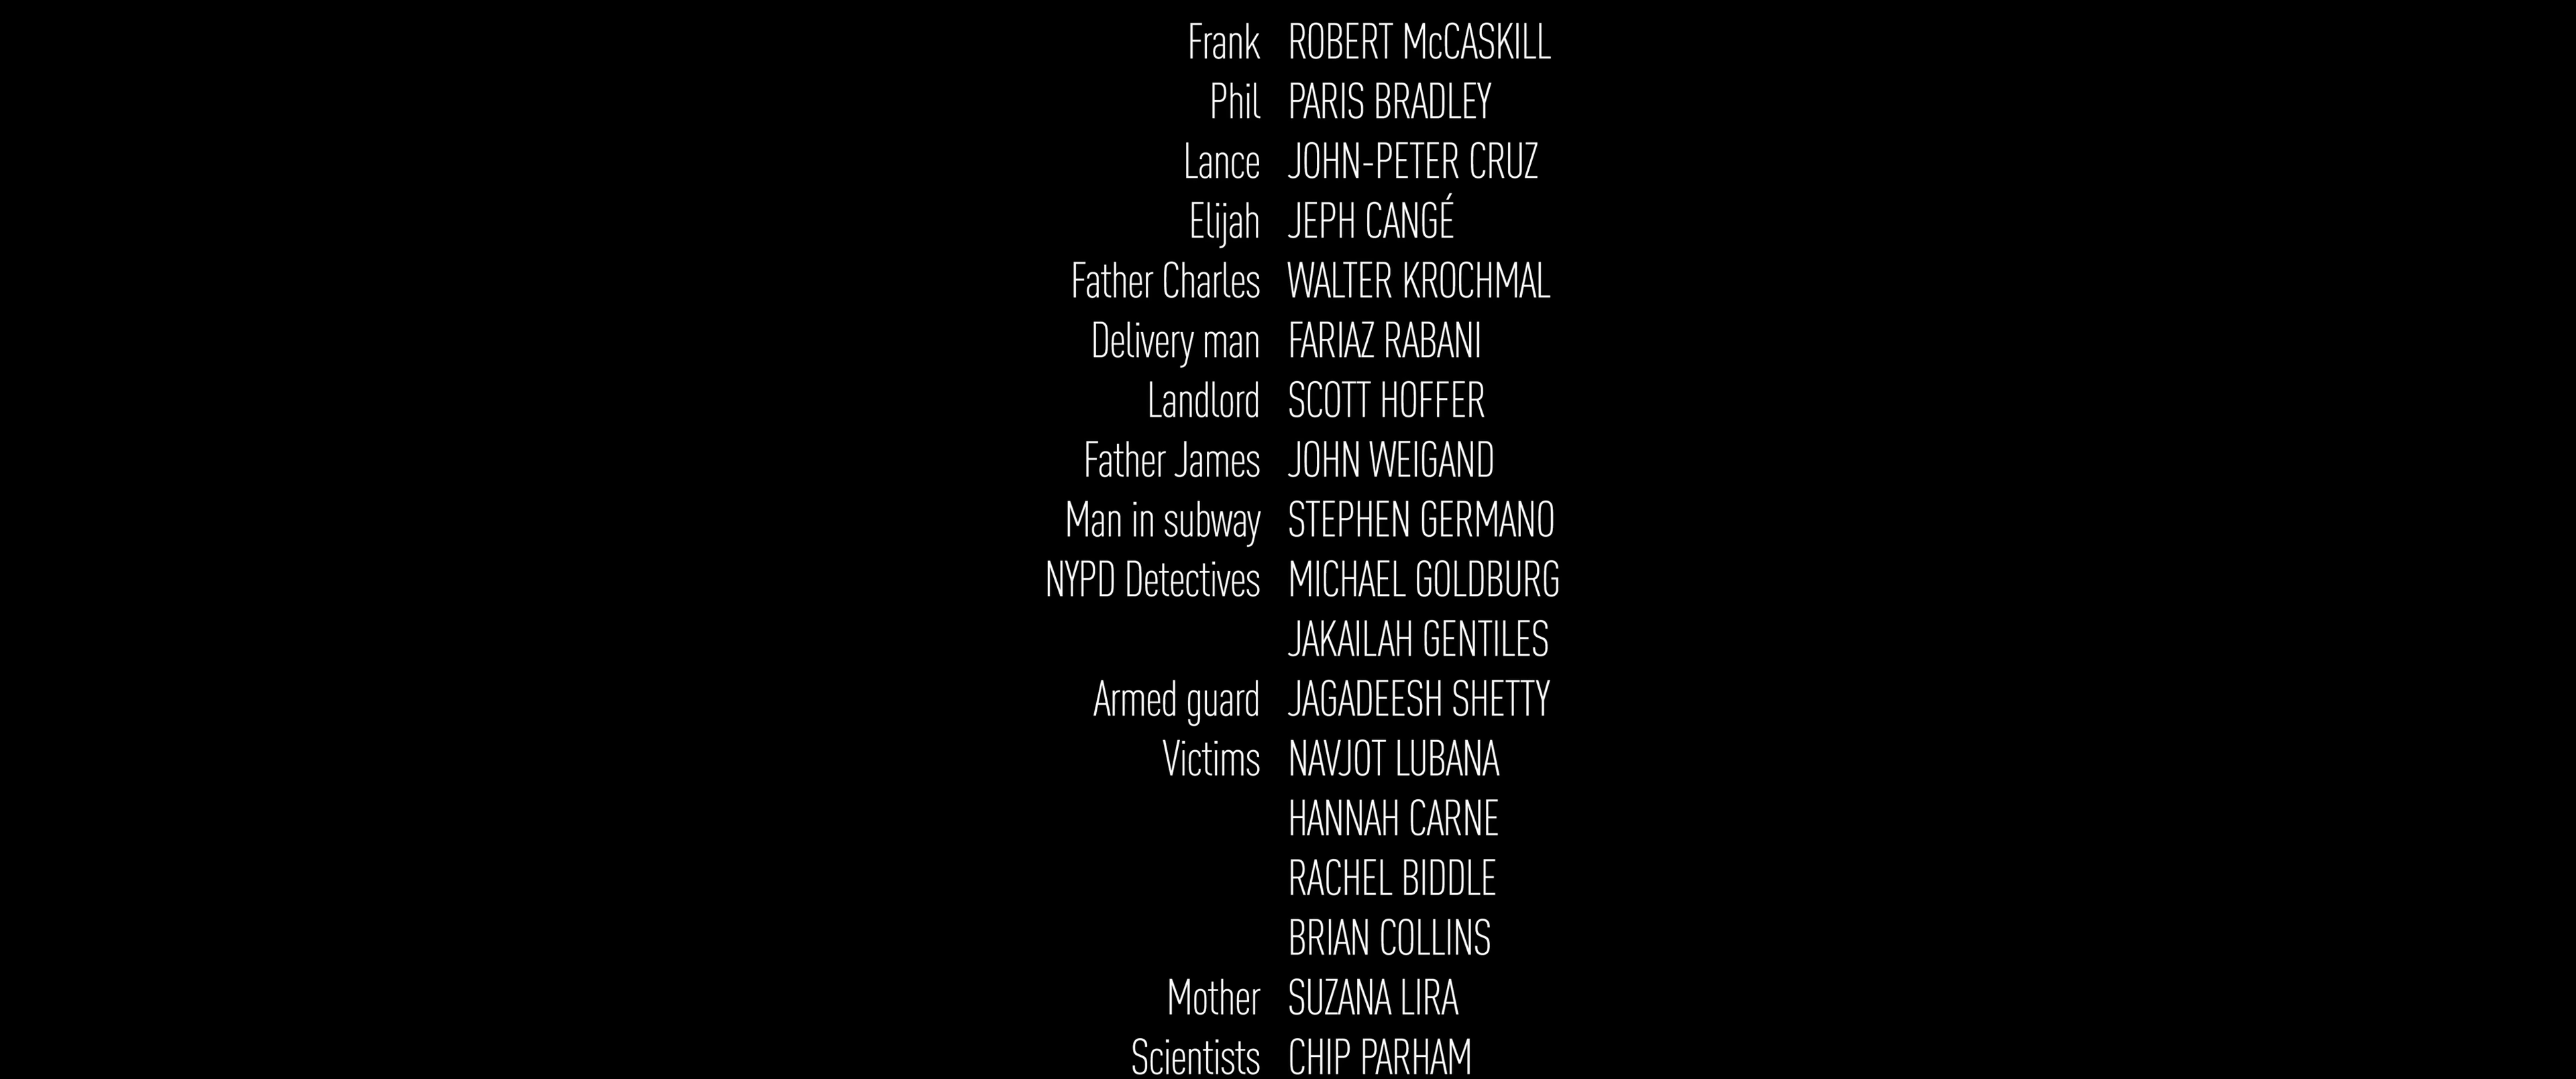 Frank ROBERT McCASKILL
Phil PARIS BRADLEY
Lance JOHN-PETER CRUZ
Elijah JEPH CANGÉ
Father Charles WALTER KROCHMAL
Delivery man FARIAZ RABANI
Landlord SCOTT HOFFER
Father James JOHN WEIGAND
Man in subway STEPHEN GERMANO
NYPD Detectives MICHAEL GOLDBURG
JAKAILAH GENTILES
Armed guard JAGADEESH SHETTY
Victims NAVJOT LUBANA
HANNAH CARNE
RACHEL BIDDLE
BRIAN COLLINS
Mother SUZANA LIRA
Scientists CHIP PARHAM